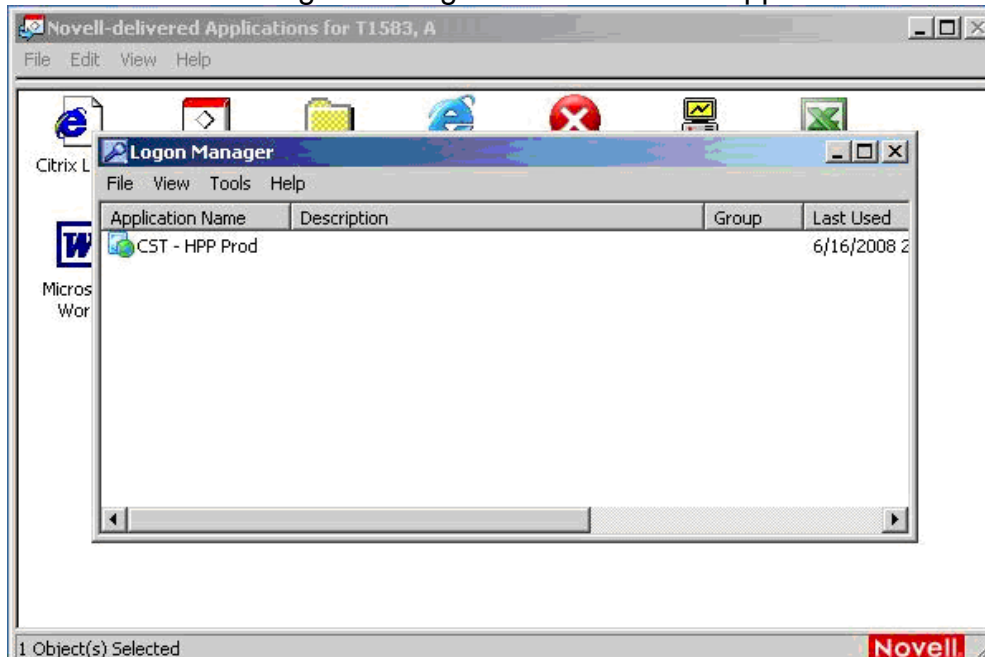 Novell-delivered Applications for T1583, A
File Edit View Help
Citrix L
Logon Manager
File View Tools Help
Application Name Description Group Last Used
CST - HPP Prod 6/16/2008 2
Micros
Wor
1 Object(s) Selected
Novell.